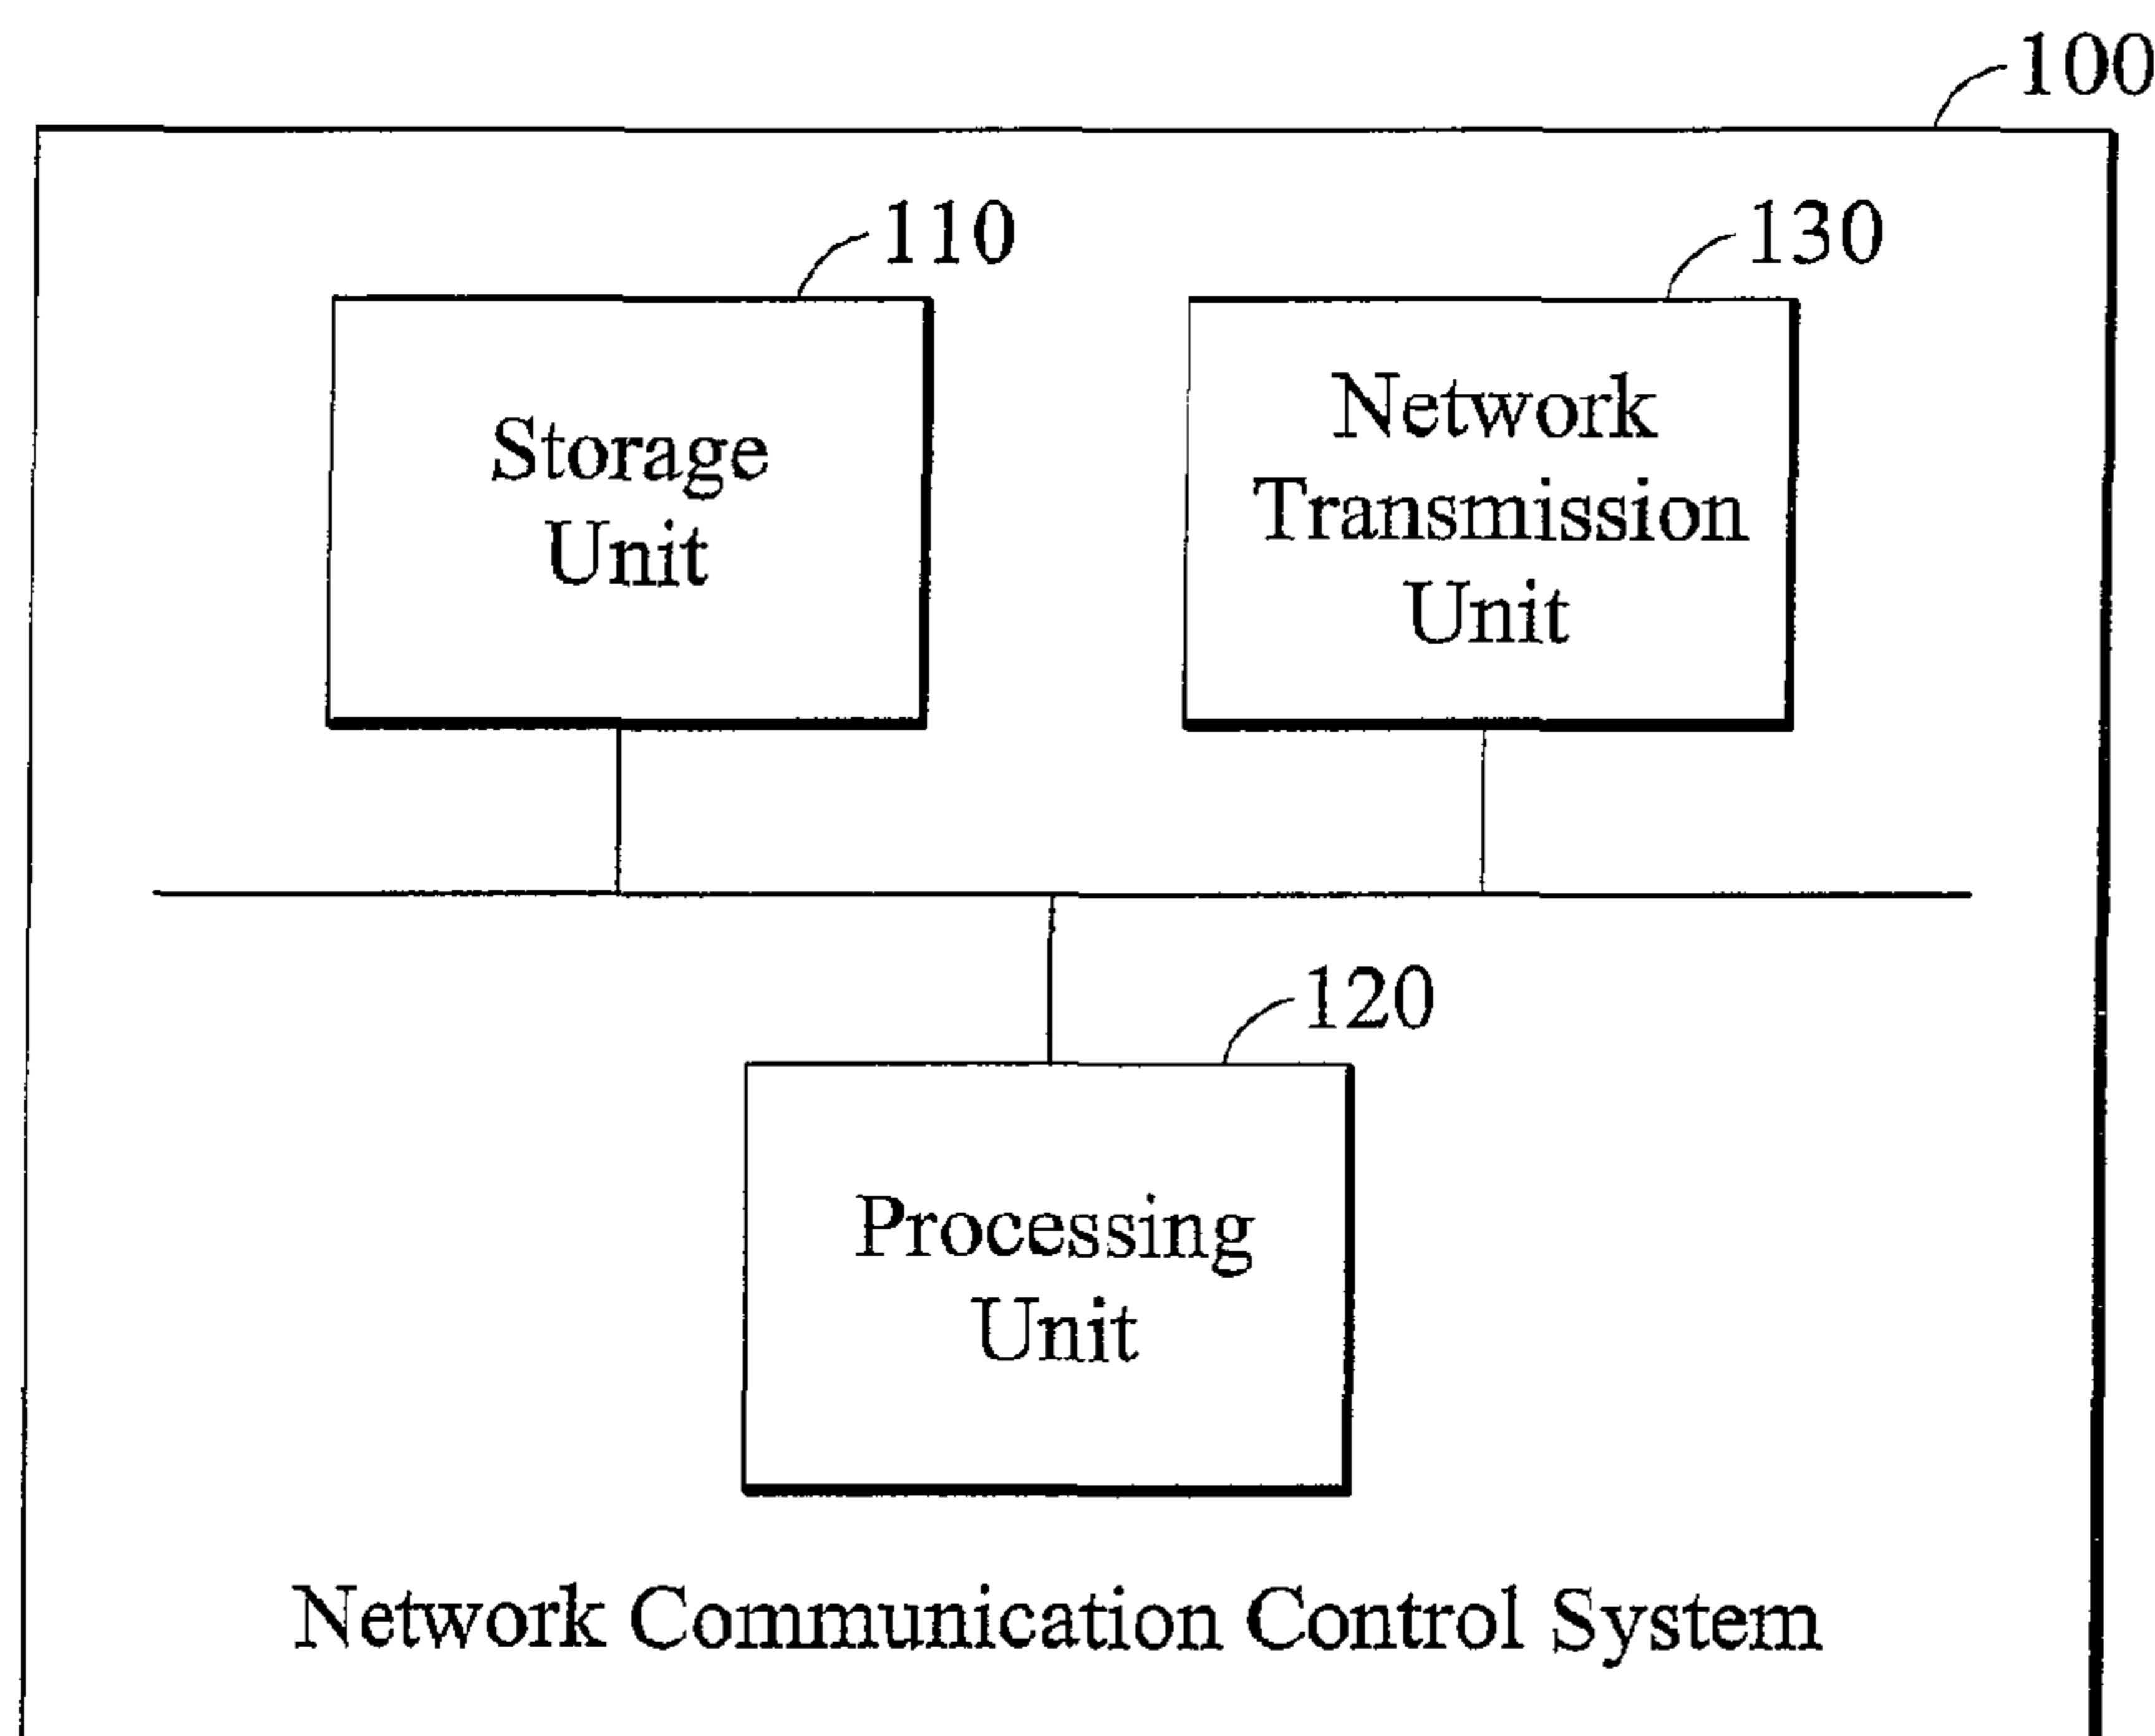 100
110
130
Storage
Unit
Network
Transmission
Unit
120
Processing
Unit
Network Communication Control System